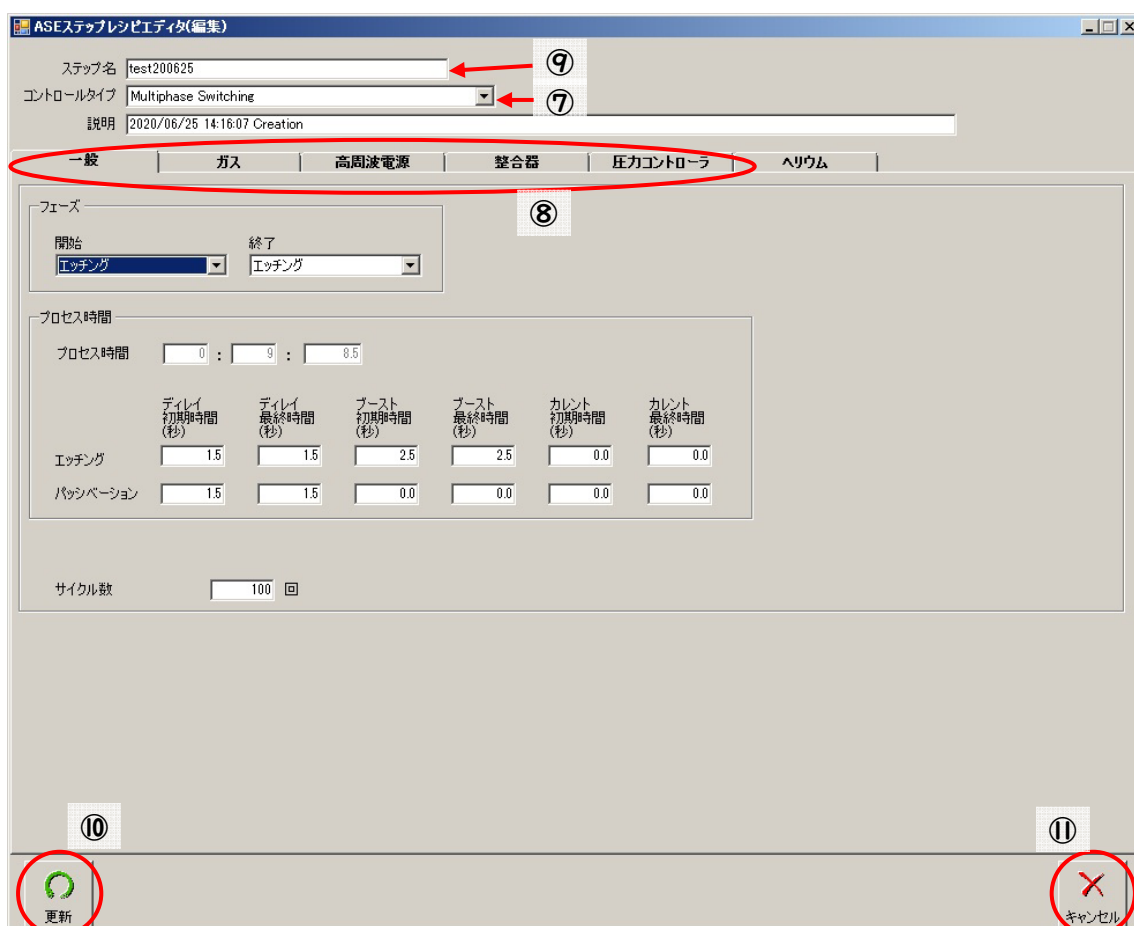 ASEステップレシピエディタ(編集)
ステップ名 test200625 ⑨
コントロールタイプ Multiphase Switching ⑦
説明 2020/06/25 14:16:07 Creation
一般 ガス 高周波電源 整合器 圧力コントローラ ヘリウム
⑧
フェーズ
開始 終了
エッチング エッチング
プロセス時間
プロセス時間 0 : 9 : 8.5
ディレイ ディレイ ブースト ブースト カレント カレント
初期時間 最終時間 初期時間 最終時間 初期時間 最終時間
(秒) (秒) (秒) (秒) (秒) (秒)
エッチング 1.5 1.5 2.5 2.5 0.0 0.0
パッシベーション 1.5 1.5 0.0 0.0 0.0 0.0
サイクル数 100 回
⑩ ⑪
更新 キャンセル